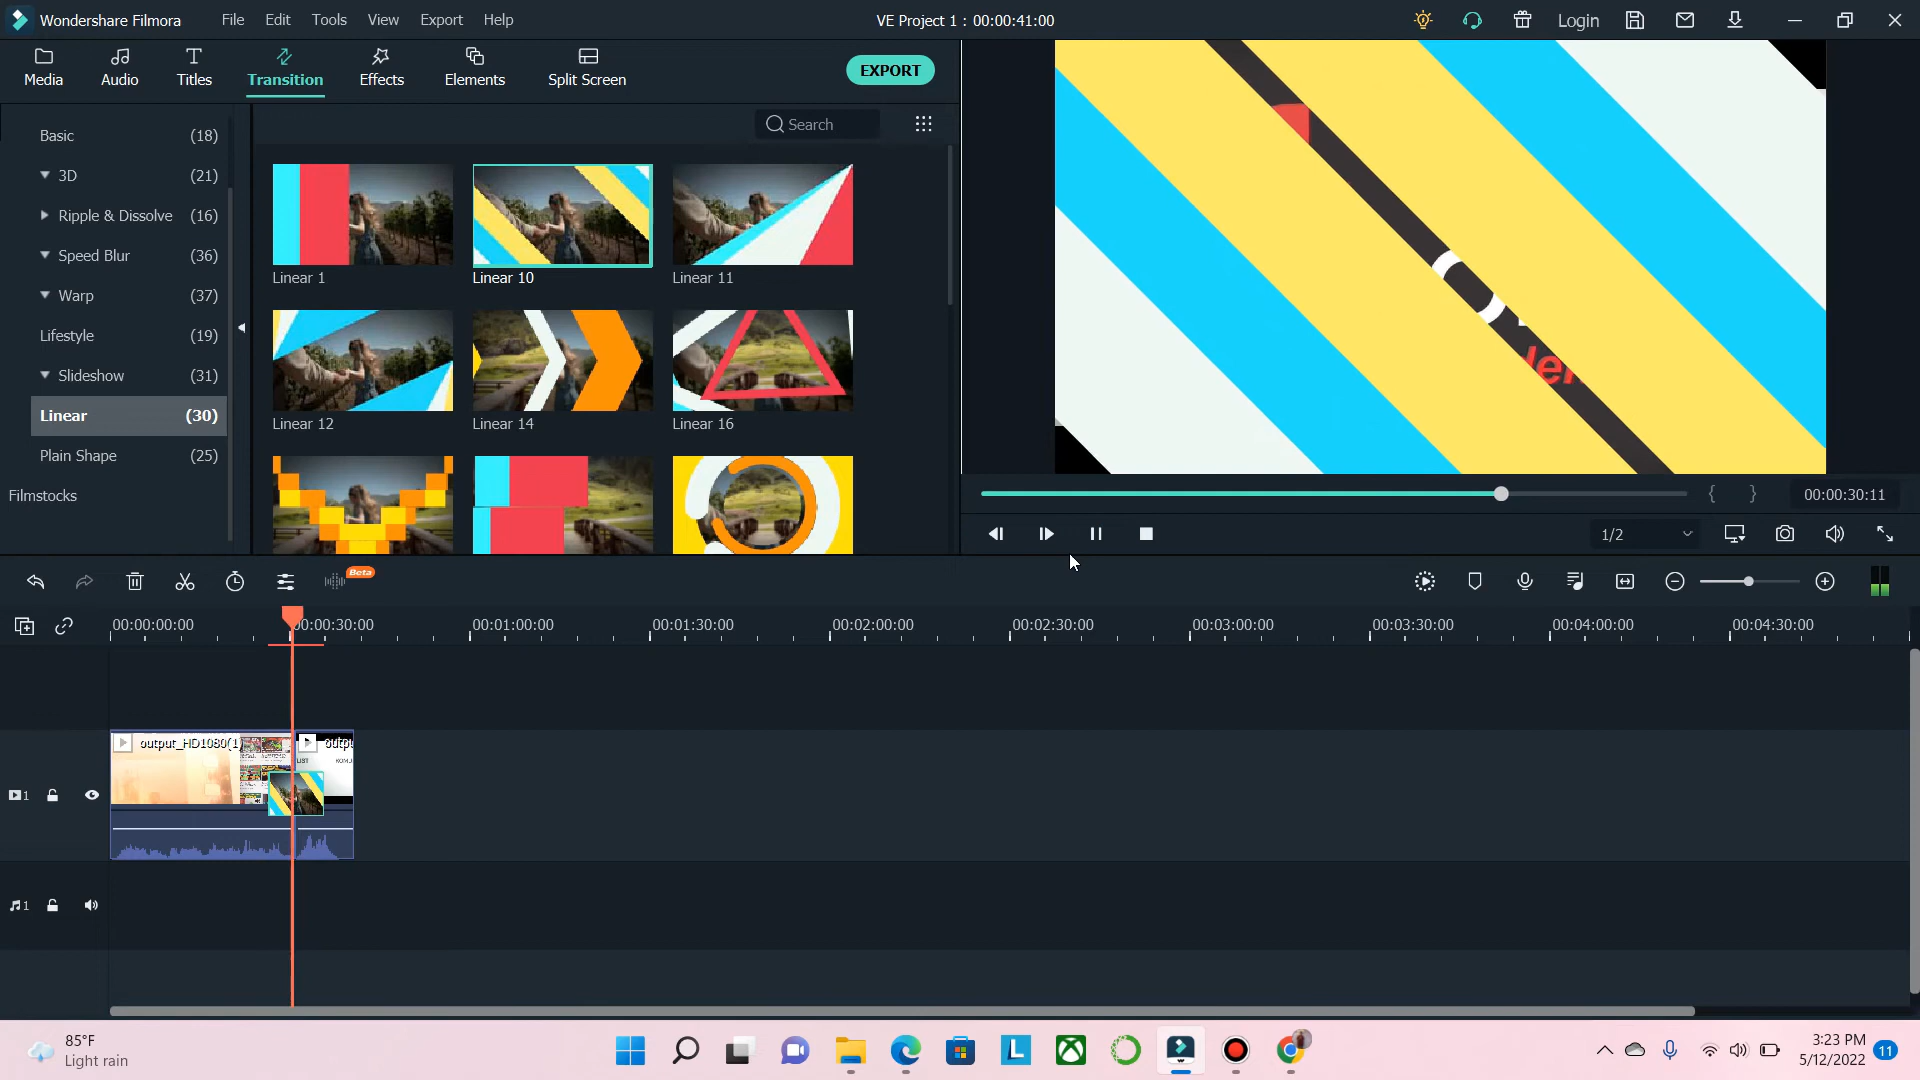 Wondershare Filmora
File
Edit
Tools
View
Export
Help
VE Project 1 : 00:00:41:00
Login
Media
Audio
Titles
Transition
Effects
Elements
Split Screen
EXPORT
Search
Basic (18)
3D (21)
Ripple & Dissolve (16)
Speed Blur (36)
Warp (37)
Lifestyle (19)
Slideshow (31)
Linear (30)
Plain Shape (25)
Filmstocks
Linear 1
Linear 10
Linear 11
Linear 12
Linear 14
Linear 16
{ }
00:00:30:11
1/2
Beta
00:00:00:00
00:00:30:00
00:01:00:00
00:01:30:00
00:02:00:00
00:02:30:00
00:03:00:00
00:03:30:00
00:04:00:00
00:04:30:00
output_HD1080(1)
outpu
LIST
KOMU
1
1
85°F
Light rain
3:23 PM
5/12/2022
11